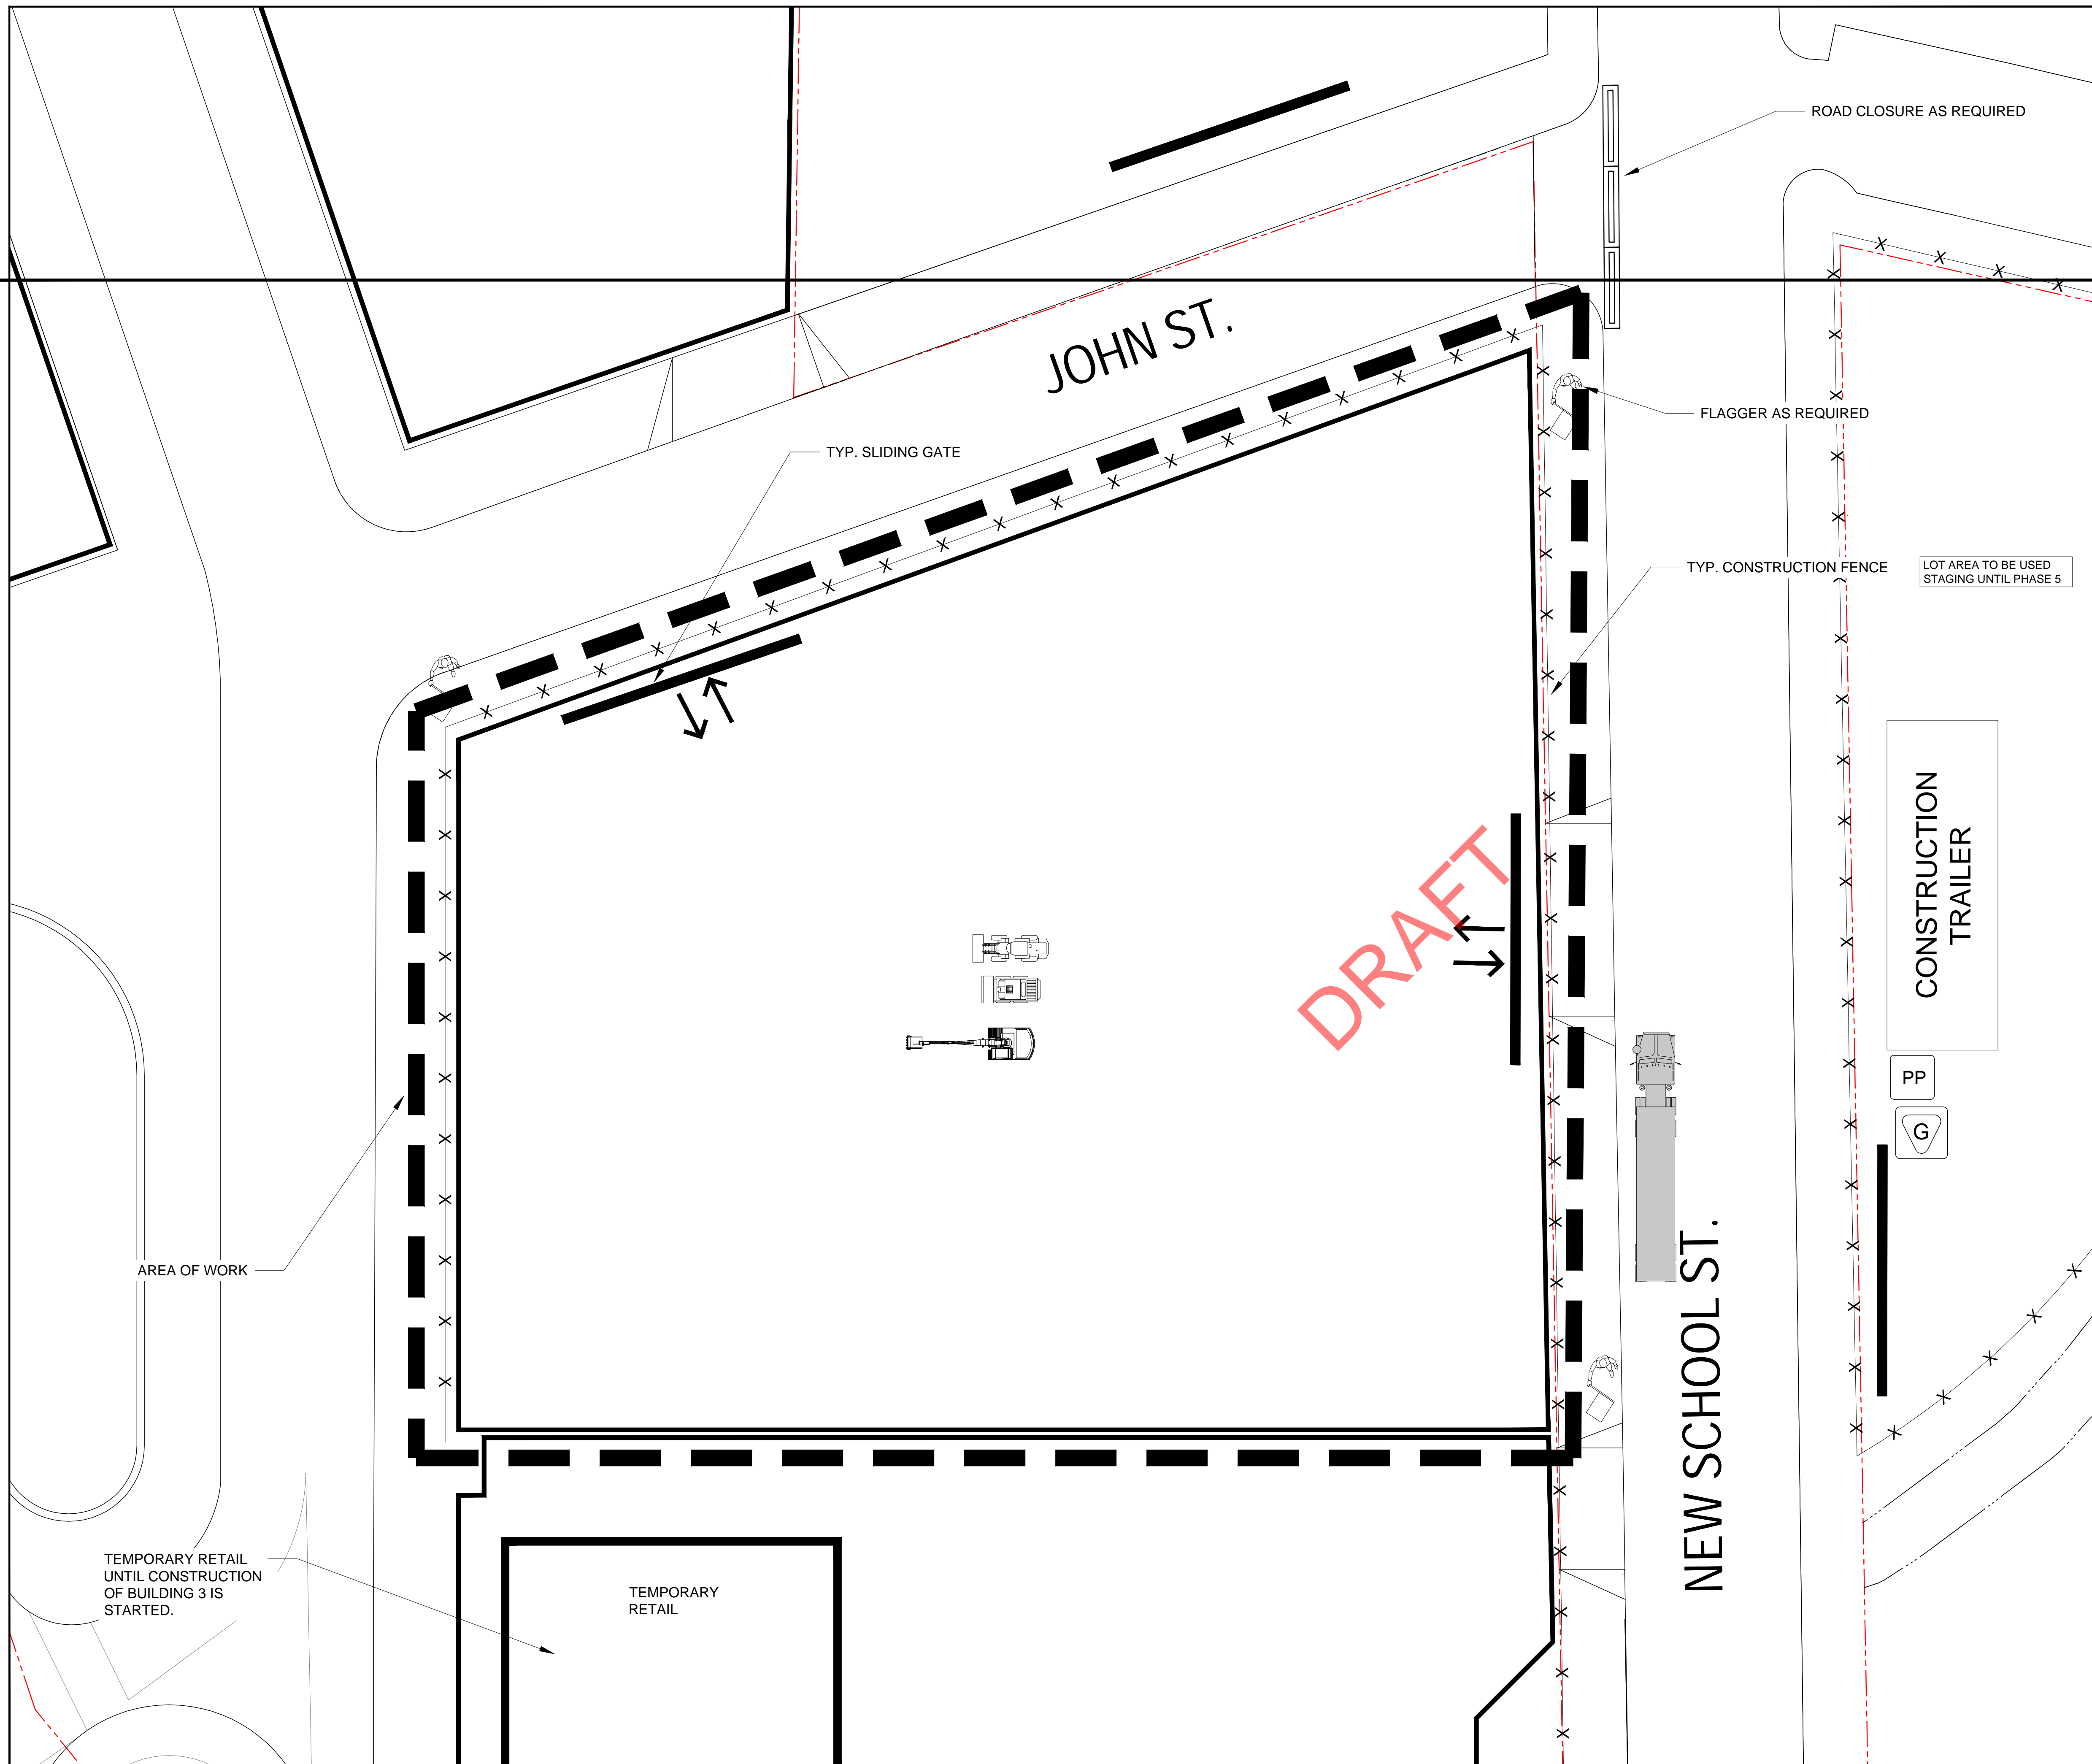 ROAD CLOSURE AS REQUIRED
JOHN ST.
FLAGGER AS REQUIRED
TYP. SLIDING GATE
TYP. CONSTRUCTION FENCE
LOT AREA TO BE USED
STAGING UNTIL PHASE 5
CONSTRUCTION
TRAILER
DRAFT
PP
G
AREA OF WORK
NEW SCHOOL ST.
TEMPORARY RETAIL
UNTIL CONSTRUCTION
OF BUILDING 3 IS
STARTED.
TEMPORARY
RETAIL